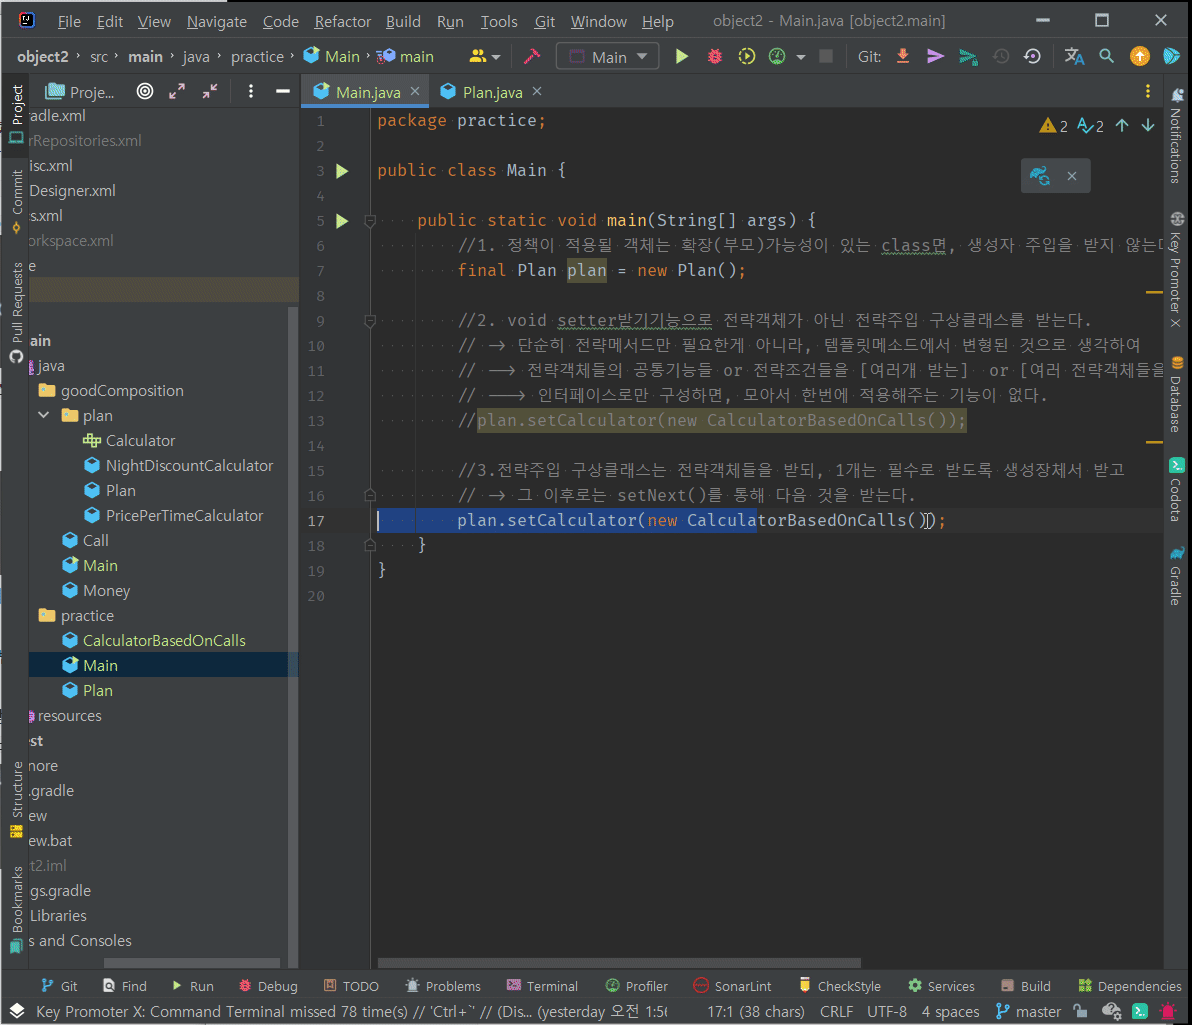 File Edit View Navigate Code Refactor Build Run Tools Git Window Help object2 - Main.java [object2.main]
object2 › src › main › java › practice › Main › main Main Git:
Proje... Main.java × Plan.java ×
Project
Commit
Pull Requests
Structure
Bookmarks
radle.xml
rRepositories.xml
isc.xml
Designer.xml
s.xml
orkspace.xml
e
ain
java
goodComposition
plan
Calculator
NightDiscountCalculator
Plan
PricePerTimeCalculator
Call
Main
Money
practice
CalculatorBasedOnCalls
Main
Plan
resources
st
nore
.gradle
ew
ew.bat
t2.iml
gs.gradle
Libraries
s and Consoles
1 package practice;
2
3 public class Main {
4
5 public static void main(String[] args) {
6 //1. 정책이 적용될 객체는 확장(부모)가능성이 있는 class면, 생성자 주입을 받지 않는다
7 final Plan plan = new Plan();
8
9 //2. void setter받기기능으로 전략객체가 아닌 전략주입 구상클래스를 받는다.
10 // -> 단순히 전략메서드만 필요한게 아니라, 템플릿메소드에서 변형된 것으로 생각하여
11 // --> 전략객체들의 공통기능들 or 전략조건들을 [여러개 받는] or [여러 전략객체들을
12 // ---> 인터페이스로만 구성하면, 모아서 한번에 적용해주는 기능이 없다.
13 //plan.setCalculator(new CalculatorBasedOnCalls());
14
15 //3.전략주입 구상클래스는 전략객체들을 받되, 1개는 필수로 받도록 생성장체서 받고
16 // -> 그 이후로는 setNext()를 통해 다음 것을 받는다.
17 plan.setCalculator(new CalculatorBasedOnCalls());
18 }
19 }
20
2 2
Notifications
Key Promoter X
Database
Codota
Gradle
Git Find Run Debug TODO Problems Terminal Profiler SonarLint CheckStyle Services Build Dependencies
Key Promoter X: Command Terminal missed 78 time(s) // 'Ctrl+`' // (Dis... (yesterday 오전 1:56 17:1 (38 chars) CRLF UTF-8 4 spaces master